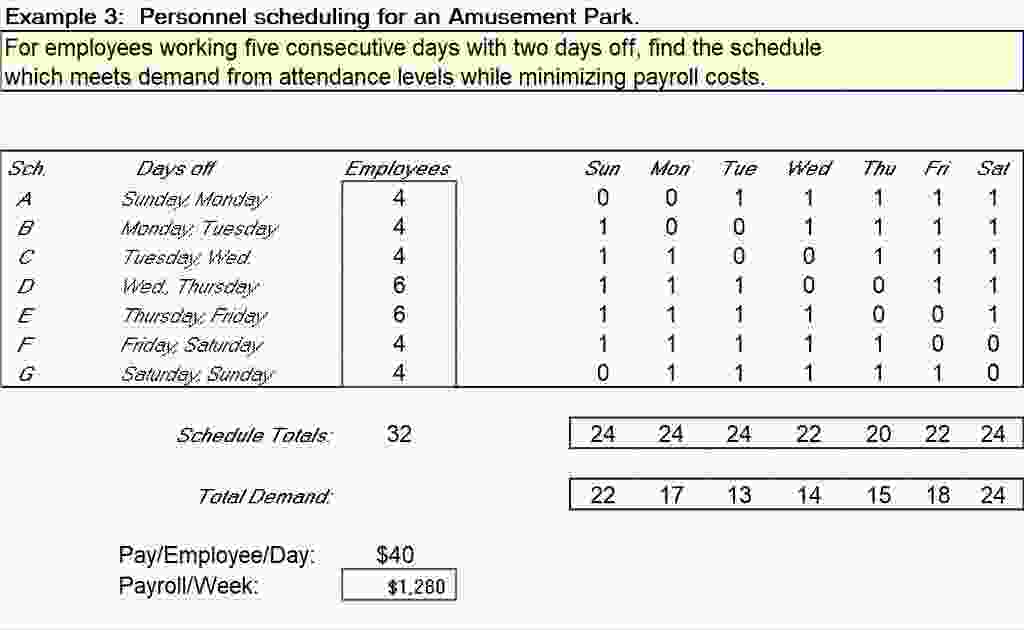 Example 3: Personnel scheduling for an Amusement Park.
For employees working five consecutive days with two days off, find the schedule
which meets demand from attendance levels while minimizing payroll costs.
Sch. Days off Employees Sun Mon Tue Wed Thu Fri Sat
A Sunday, Monday 4 0 0 1 1 1 1 1
B Monday, Tuesday 4 1 0 0 1 1 1 1
C Tuesday, Wed. 4 1 1 0 0 1 1 1
D Wed., Thursday 6 1 1 1 0 0 1 1
E Thursday, Friday 6 1 1 1 1 0 0 1
F Friday, Saturday 4 1 1 1 1 1 0 0
G Saturday, Sunday 4 0 1 1 1 1 1 0
Schedule Totals: 32 24 24 24 22 20 22 24
Total Demand: 22 17 13 14 15 18 24
Pay/Employee/Day: $40
Payroll/Week: $1,280